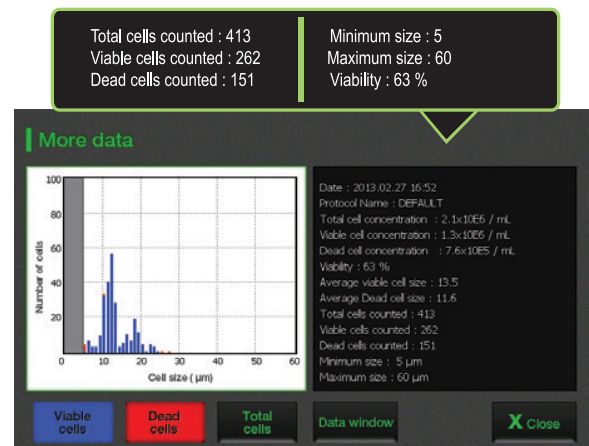 Total cells counted : 413
Viable cells counted : 262
Dead cells counted : 151
Minimum size : 5
Maximum size : 60
Viability : 63 %
More data
100
80
60
40
20
Number of cells
0 10 20 30 40 50 60
Cell size ( μm)
Date : 2013.02.27 16:52
Protocol Name : DEFAULT
Total cell concentration : 2.1x10E6 / mL
Viable cell concentration : 1.3x10E6 / mL
Dead cell concentration : 7.6x10E5 / mL
Viability : 63 %
Average viable cell size : 13.5
Average Dead cell size : 11.6
Total cells counted : 413
Viable cells counted : 262
Dead cells counted : 151
Minimum size : 5 μm
Maximum size : 60 μm
Viable cells
Dead cells
Total cells
Data window
X Close